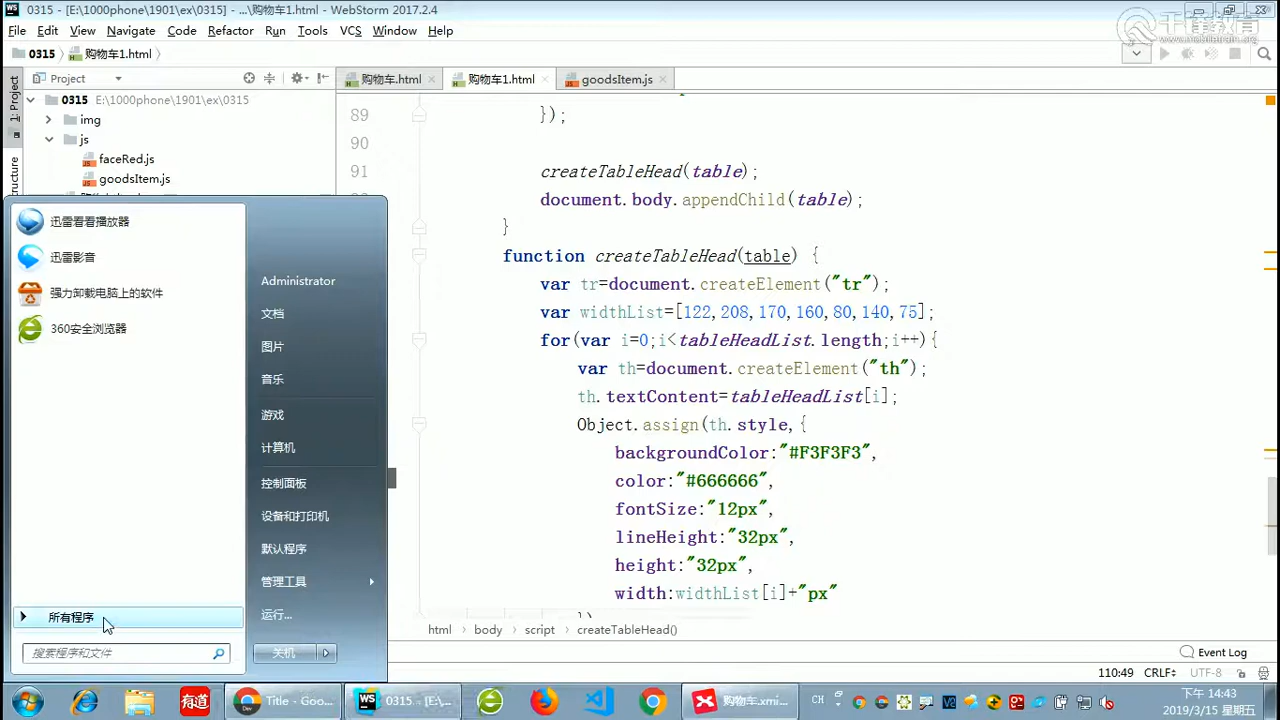 0315 - [E:\1000phone\1901\ex\0315] - ...\购物车1.html - WebStorm 2017.2.4
千锋教育
www.mobiletrain.org
File Edit View Navigate Code Refactor Run Tools VCS Window Help
0315 购物车1.html
Project
购物车.html
购物车1.html
goodsItem.js
1: Project
0315 E:\1000phone\1901\ex\0315
img
js
faceRed.js
goodsItem.js
89 });
90
91 createTableHead(table);
document.body.appendChild(table);
}
function createTableHead(table) {
var tr=document.createElement("tr");
var widthList=[122,208,170,160,80,140,75];
for(var i=0;i<tableHeadList.length;i++){
var th=document.createElement("th");
th.textContent=tableHeadList[i];
Object.assign(th.style,{
backgroundColor:"#F3F3F3",
color:"#666666",
fontSize:"12px",
lineHeight:"32px",
height:"32px",
width:widthList[i]+"px"
html body script createTableHead()
迅雷看看播放器
迅雷影音
强力卸载电脑上的软件
360安全浏览器
所有程序
搜索程序和文件
Administrator
文档
图片
音乐
游戏
计算机
控制面板
设备和打印机
默认程序
管理工具
运行...
关机
Event Log
110:49 CRLF UTF-8
有道
Title - Goo...
0315 - [E:\...
购物车.xmi...
CH
下午 14:43
2019/3/15 星期五